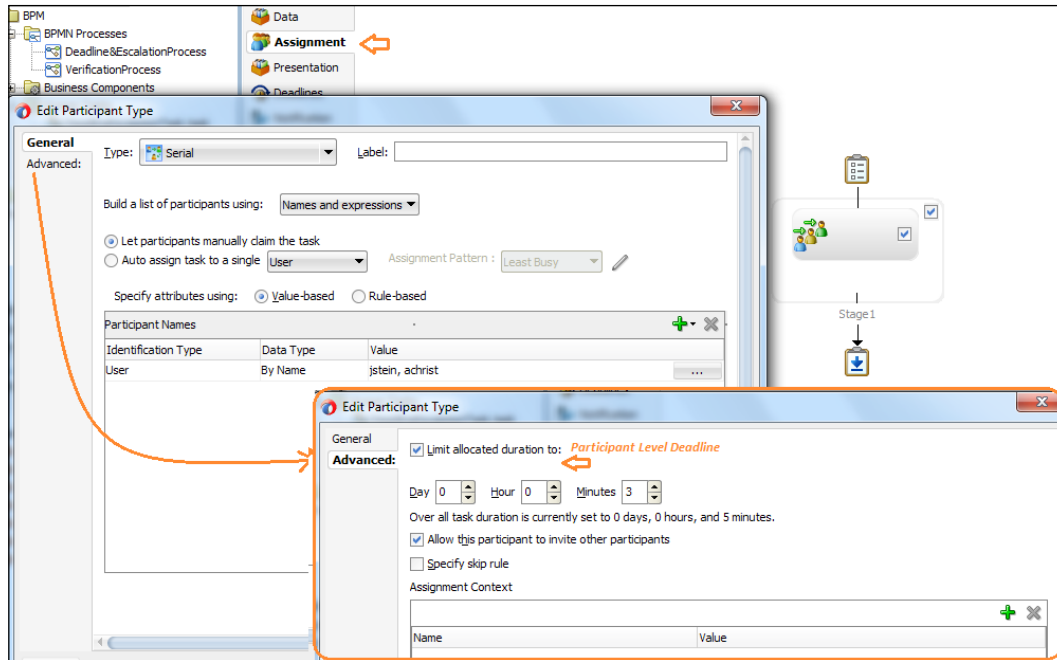 BPM
BPMN Processes
Deadline&EscalationProcess
VerificationProcess
Business Components
Data
Assignment
Presentation
Deadlines
Edit Participant Type
General
Advanced:
Type: Serial
Label:
Build a list of participants using: Names and expressions
Let participants manually claim the task
Auto assign task to a single User
Assignment Pattern : Least Busy
Specify attributes using: Value-based Rule-based
Participant Names
Identification Type Data Type Value
User By Name jstein, achrist
...
Stage1
Edit Participant Type
General
Advanced:
Limit allocated duration to: Participant Level Deadline
Day 0 Hour 0 Minutes 3
Over all task duration is currently set to 0 days, 0 hours, and 5 minutes.
Allow this participant to invite other participants
Specify skip rule
Assignment Context
Name Value